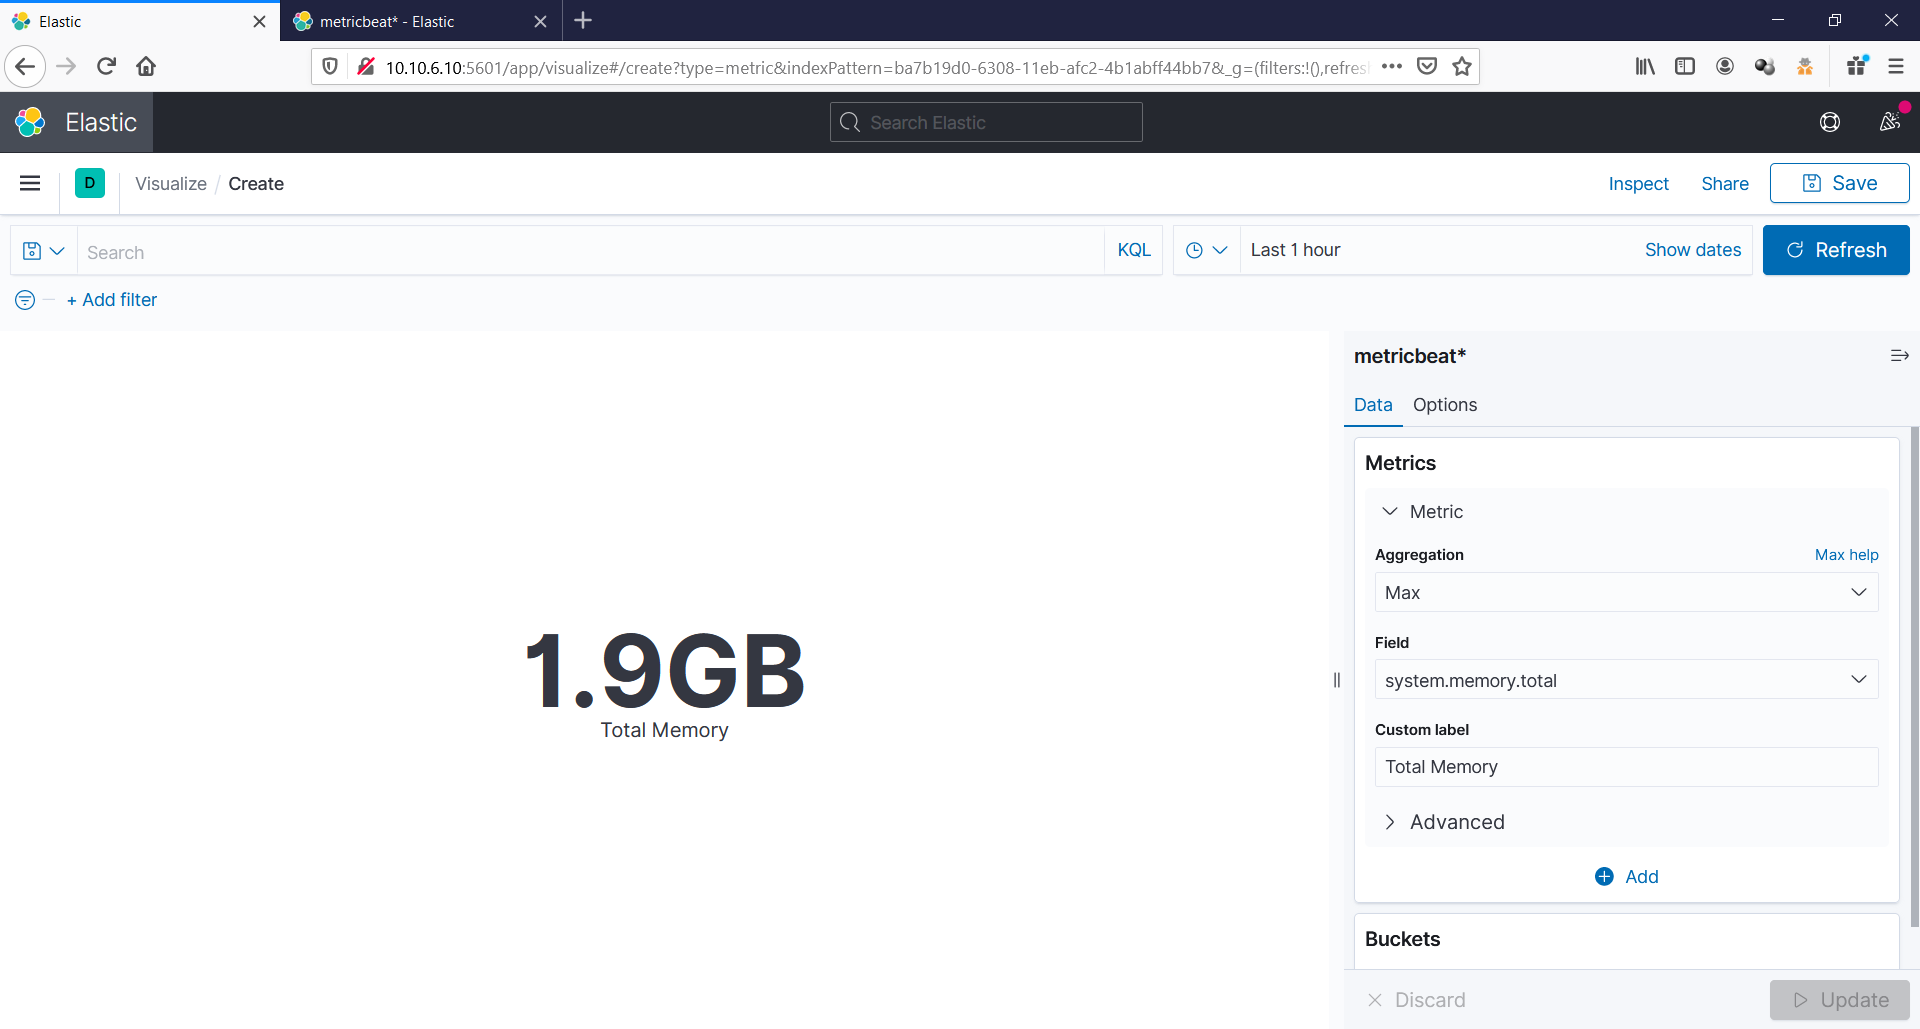 Elastic
metricbeat* - Elastic
10.10.6.10:5601/app/visualize#/create?type=metric&indexPattern=ba7b19d0-6308-11eb-afc2-4b1abff44bb7&_g=(filters:!(),refres
Elastic
Search Elastic
D
Visualize / Create
Inspect
Share
Save
Search
KQL
Last 1 hour
Show dates
Refresh
+ Add filter
1.9GB
Total Memory
metricbeat*
Data
Options
Metrics
Metric
Aggregation
Max help
Max
Field
system.memory.total
Custom label
Total Memory
Advanced
Add
Buckets
Discard
Update